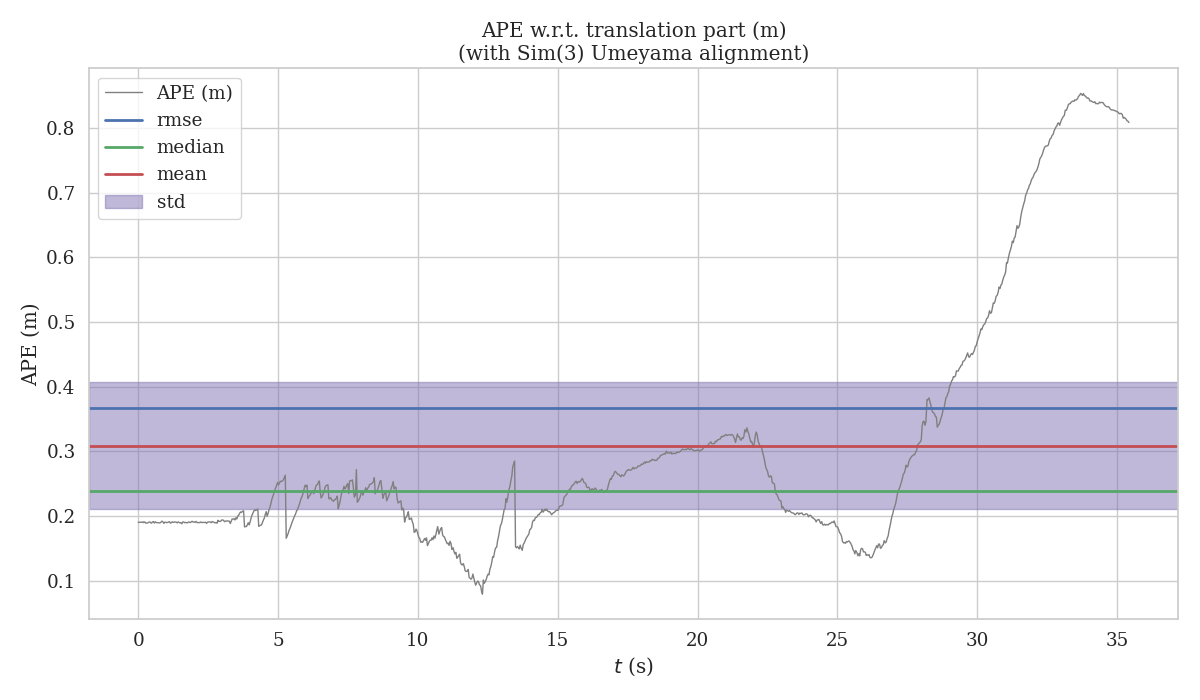 APE w.r.t. translation part (m)
(with Sim(3) Umeyama alignment)
APE (m)
rmse
median
mean
std
APE (m)
0.8
0.7
0.6
0.5
0.4
0.3
0.2
0.1
0 5 10 15 20 25 30 35
t (s)